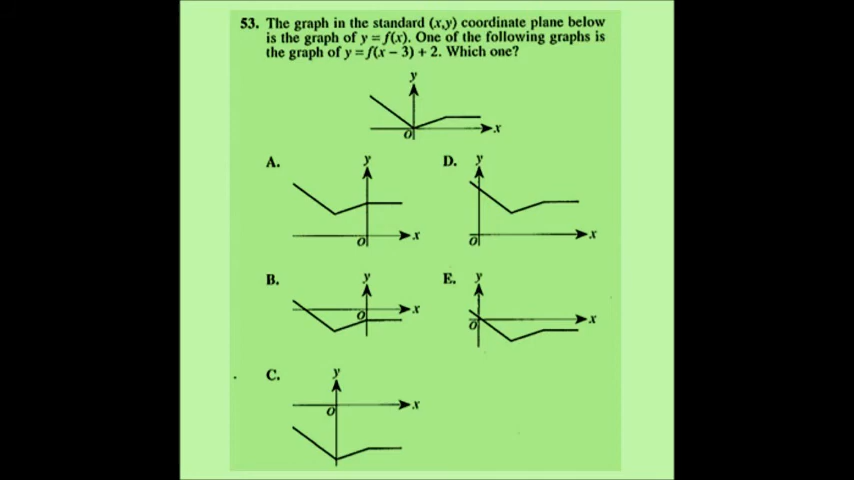 53. The graph in the standard (x,y) coordinate plane below
is the graph of y = f(x). One of the following graphs is
the graph of y = f(x − 3) + 2. Which one?
y
O
x
A.
y
O
x
D.
y
O
x
B.
y
O
x
E.
y
O
x
C.
y
O
x